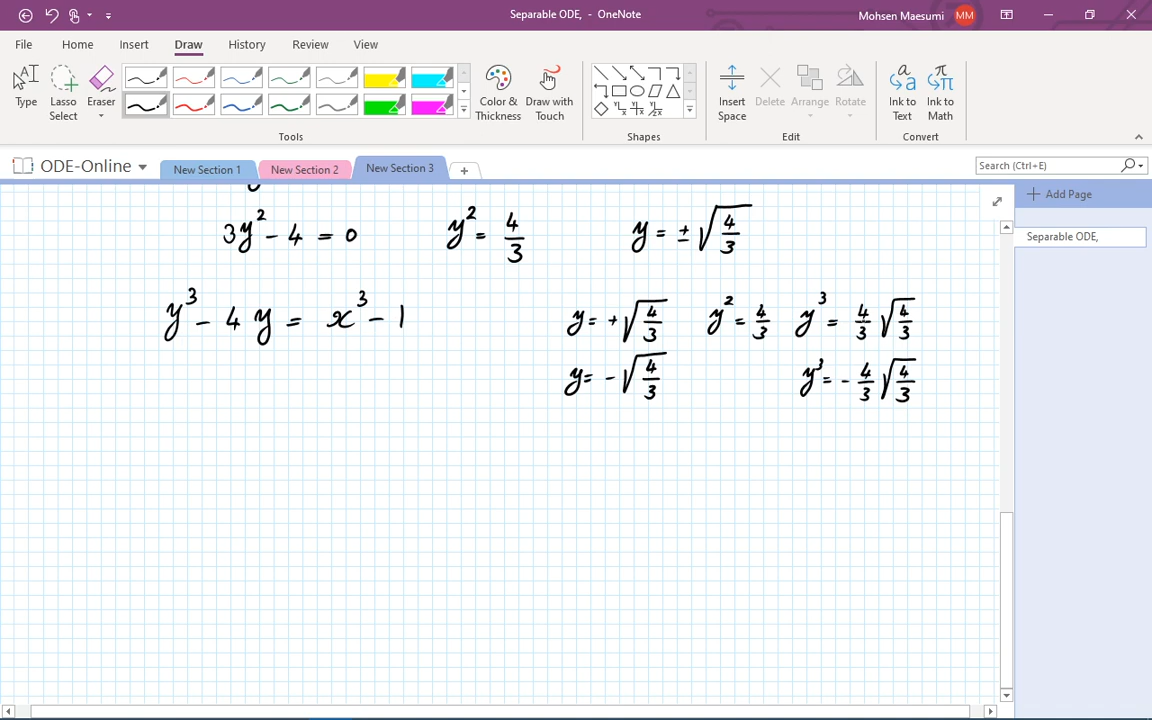 Separable ODE, - OneNote
Mohsen Maesumi MM
File Home Insert Draw History Review View
Type
Lasso Select
Eraser
Color & Thickness
Draw with Touch
Insert Space
Delete
Arrange
Rotate
Ink to Text
Ink to Math
Tools Shapes Edit Convert
ODE-Online New Section 1 New Section 2 New Section 3 +
Search (Ctrl+E)
+ Add Page
Separable ODE,
3y² - 4 = 0 y² = 4/3 y = ± √(4/3)
y³ - 4y = x³ - 1 y = + √(4/3) y² = 4/3 y³ = 4/3 √(4/3)
y = - √(4/3) y³ = - 4/3 √(4/3)